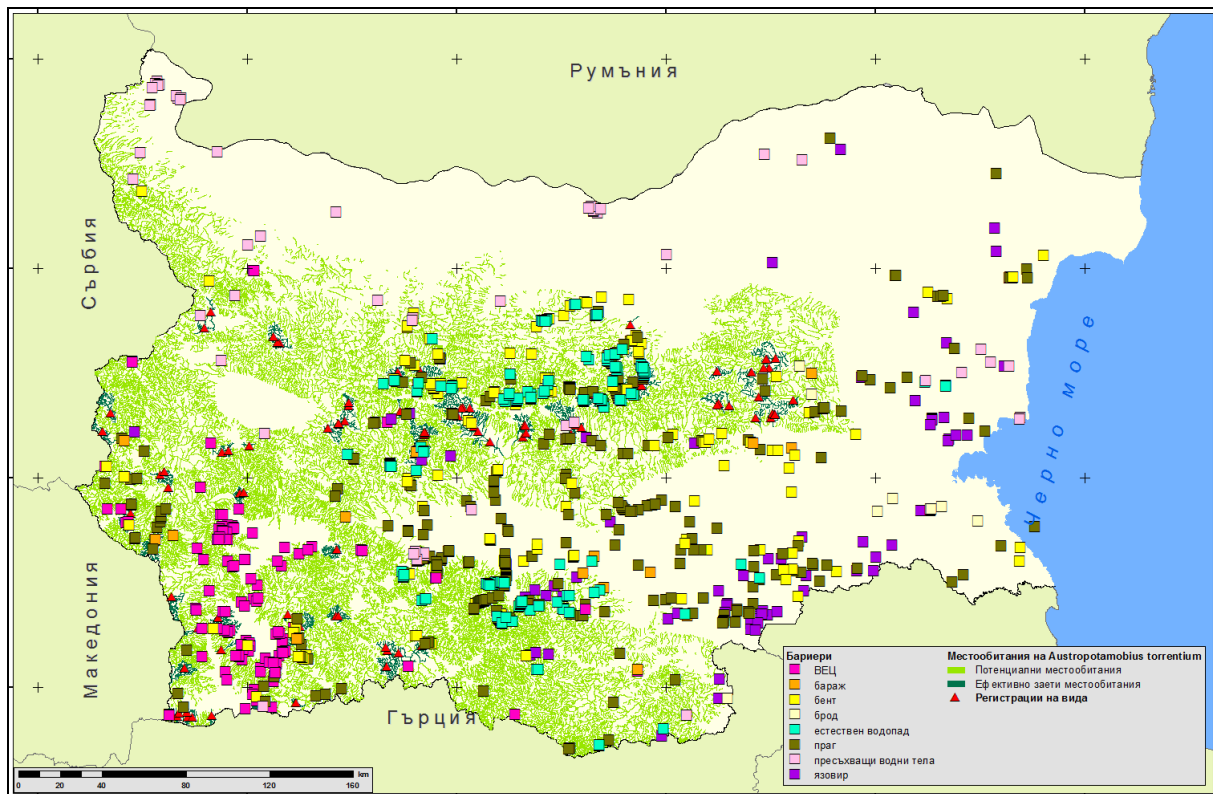 Румъния
Сърбия
Черно море
Македония
Гърция
Бариери
ВЕЦ
бараж
бент
брод
естествен водопад
праг
пресъхващи водни тела
язовир
Местообитания на Austropotamobius torrentium
Потенциални местообитания
Ефективно заети местообитания
Регистрации на вида
km
0 20 40 80 120 160